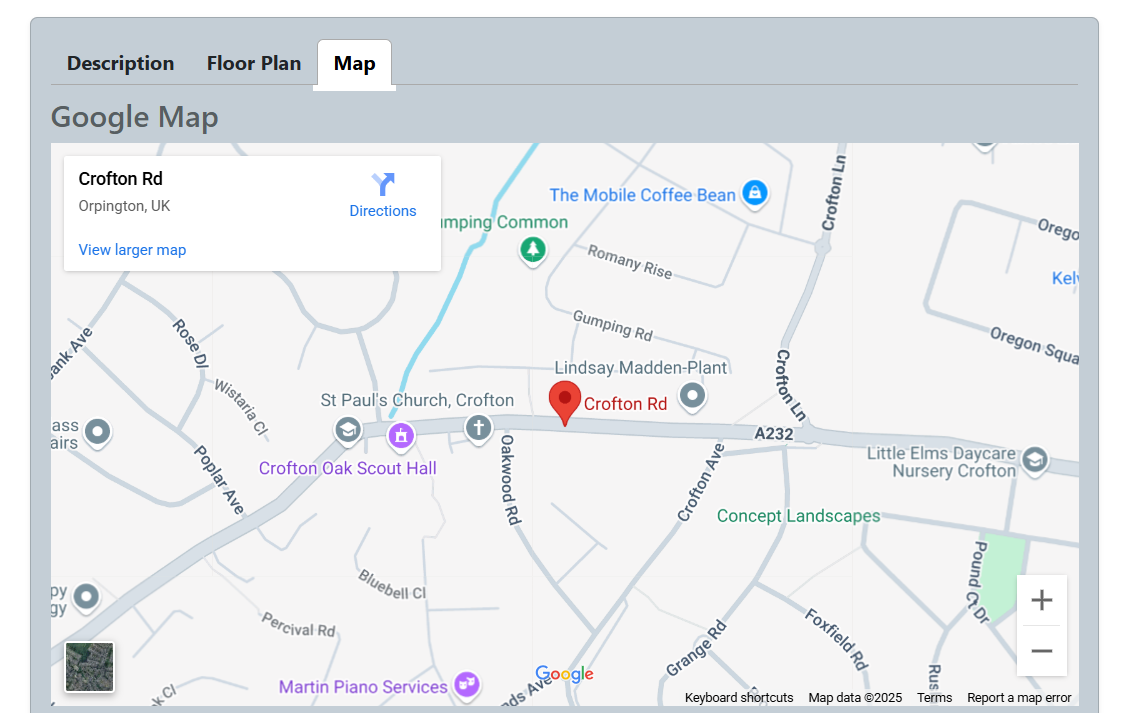 Description
Floor Plan
Map
Google Map
Crofton Rd
Orpington, UK
Directions
View larger map
The Mobile Coffee Bean
Crofton Ln
umping Common
Romany Rise
Orego
Kelv
Gumping Rd
Oregon Squa
ank Ave
Rose Dl
Wistaria Cl
Lindsay Madden-Plant
Crofton Ln
St Paul's Church, Crofton
Crofton Rd
ass
airs
A232
Crofton Oak Scout Hall
Oakwood Rd
Poplar Ave
Crofton Ave
Little Elms Daycare
Nursery Crofton
Concept Landscapes
Pound Ct Dr
py
gy
Bluebell Cl
Percival Rd
Grange Rd
Foxfield Rd
Rus
Martin Piano Services
Google
nds Ave
k Cl
Keyboard shortcuts
Map data ©2025
Terms
Report a map error